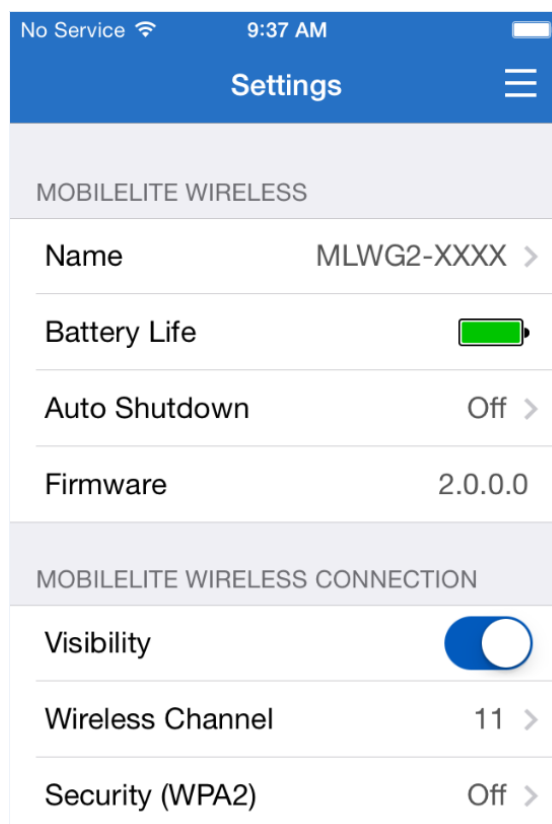 No Service 9:37 AM
Settings
MOBILELITE WIRELESS
Name MLWG2-XXXX
Battery Life
Auto Shutdown Off
Firmware 2.0.0.0
MOBILELITE WIRELESS CONNECTION
Visibility
Wireless Channel 11
Security (WPA2) Off